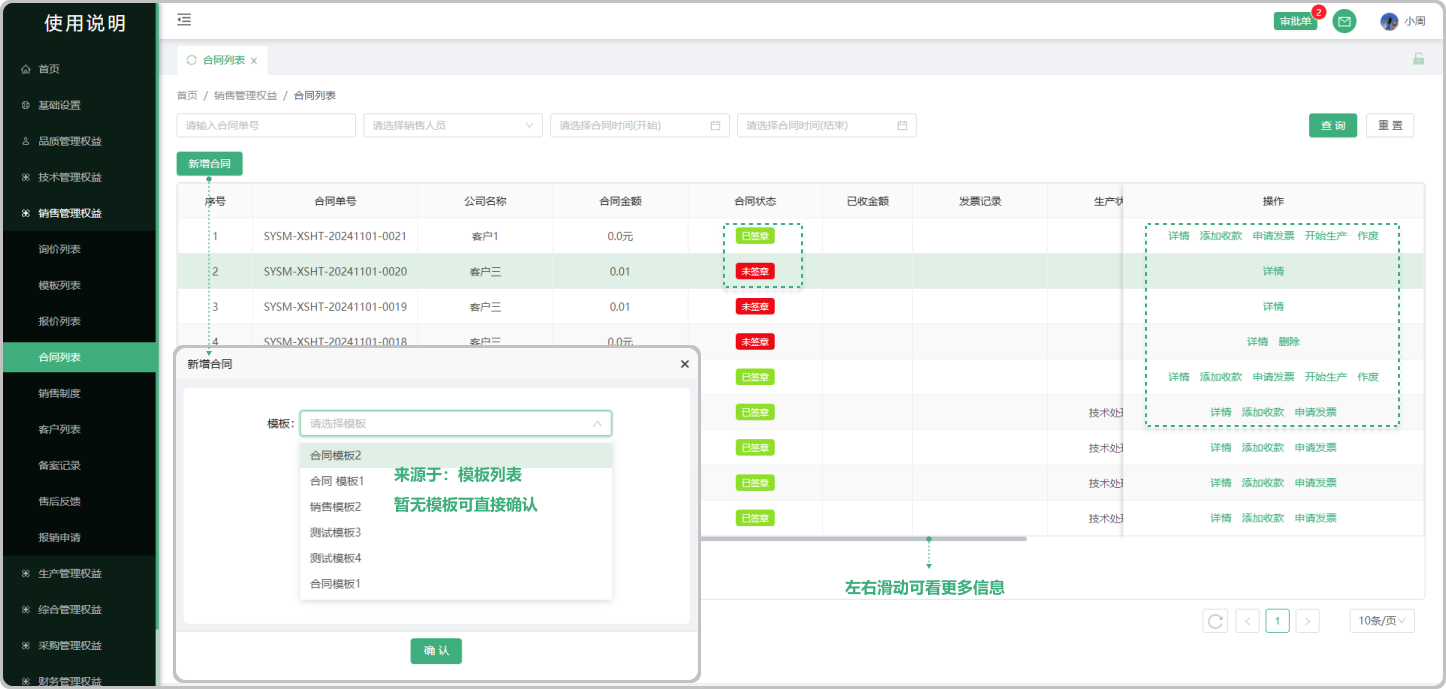 使用说明
首页
基础设置
品质管理权益
技术管理权益
销售管理权益
询价列表
模板列表
报价列表
合同列表
销售制度
客户列表
备案记录
售后反馈
报销申请
生产管理权益
综合管理权益
采购管理权益
财务管理权益
审批单 2 小周
合同列表
首页 / 销售管理权益 / 合同列表
请输入合同单号 请选择销售人员 请选择合同时间(开始) 请选择合同时间(结束) 查 询 重 置
新增合同
序号 合同单号 公司名称 合同金额 合同状态 已收金额 发票记录 生产状 操作
1 SYSM-XSHT-20241101-0021 客户1 0.0元 已签章 详情 添加收款 申请发票 开始生产 作废
2 SYSM-XSHT-20241101-0020 客户三 0.01 未签章 详情
3 SYSM-XSHT-20241101-0019 客户三 0.01 未签章 详情
4 SYSM-XSHT-20241101-0018 客户三 0.0元 未签章 详情 删除
已签章 详情 添加收款 申请发票 开始生产 作废
已签章 技术处理 详情 添加收款 申请发票
已签章 技术处理 详情 添加收款 申请发票
已签章 技术处理 详情 添加收款 申请发票
已签章 技术处理 详情 添加收款 申请发票
新增合同
模板: 请选择模板
合同模板2
合同 模板1
销售模板2
测试模板3
测试模板4
合同模板1
来源于：模板列表
暂无模板可直接确认
确 认
左右滑动可看更多信息
1 10条/页